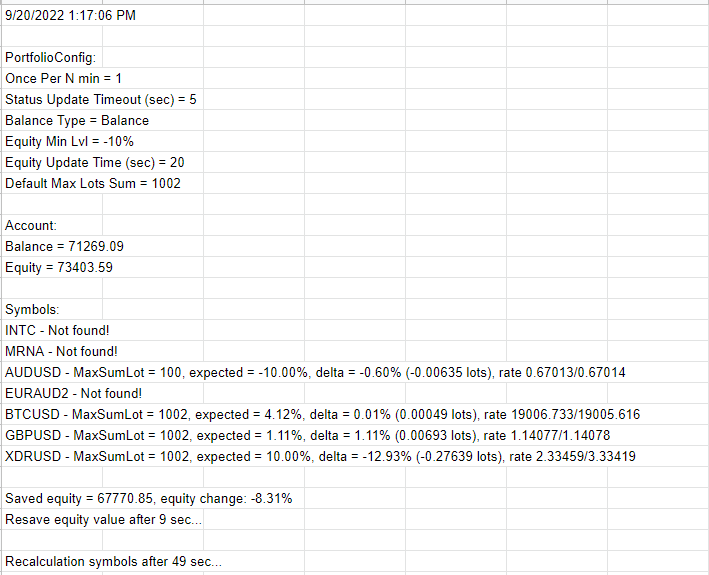 9/20/2022 1:17:06 PM
PortfolioConfig:
Once Per N min = 1
Status Update Timeout (sec) = 5
Balance Type = Balance
Equity Min Lvl = -10%
Equity Update Time (sec) = 20
Default Max Lots Sum = 1002
Account:
Balance = 71269.09
Equity = 73403.59
Symbols:
INTC - Not found!
MRNA - Not found!
AUDUSD - MaxSumLot = 100, expected = -10.00%, delta = -0.60% (-0.00635 lots), rate 0.67013/0.67014
EURAUD2 - Not found!
BTCUSD - MaxSumLot = 1002, expected = 4.12%, delta = 0.01% (0.00049 lots), rate 19006.733/19005.616
GBPUSD - MaxSumLot = 1002, expected = 1.11%, delta = 1.11% (0.00693 lots), rate 1.14077/1.14078
XDRUSD - MaxSumLot = 1002, expected = 10.00%, delta = -12.93% (-0.27639 lots), rate 2.33459/3.33419
Saved equity = 67770.85, equity change: -8.31%
Resave equity value after 9 sec...
Recalculation symbols after 49 sec...